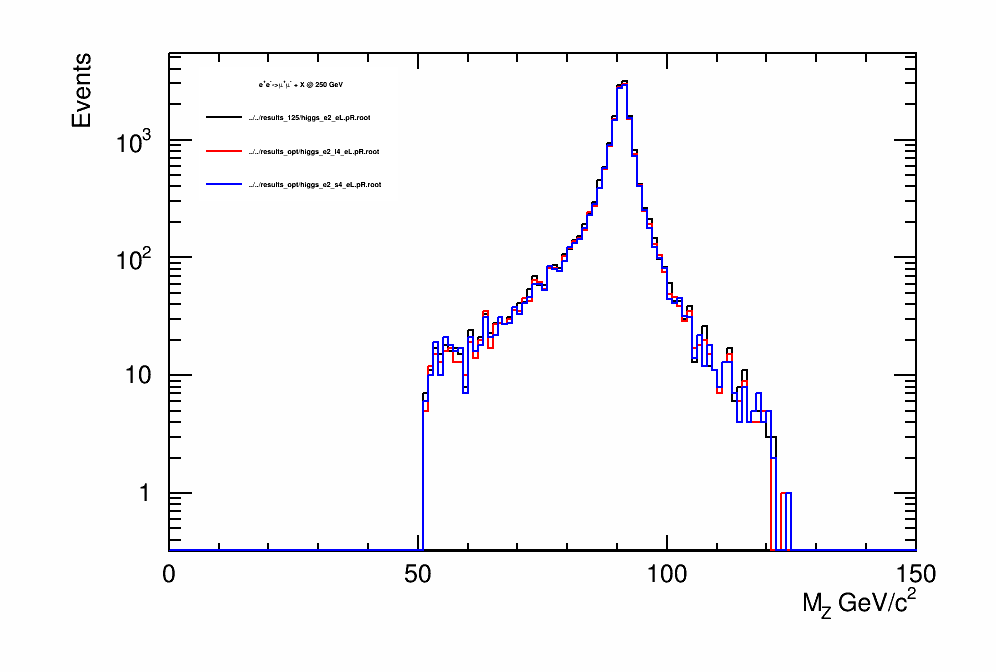 Events
e⁺e⁻->μ⁺μ⁻ + X @ 250 GeV
../../results_125/higgs_e2_eL.pR.root
../../results_opt/higgs_e2_l4_eL.pR.root
../../results_opt/higgs_e2_s4_eL.pR.root
10³
10²
10
1
0 50 100 150
M_Z GeV/c²